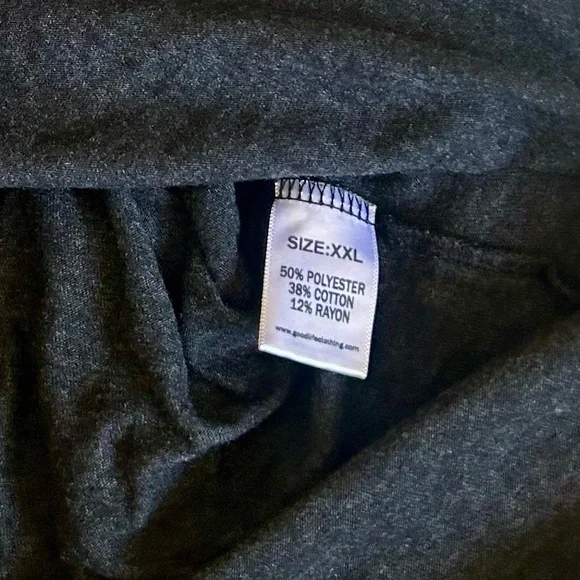 SIZE:XXL
50% POLYESTER
38% COTTON
12% RAYON
www.goodlifeclothing.com